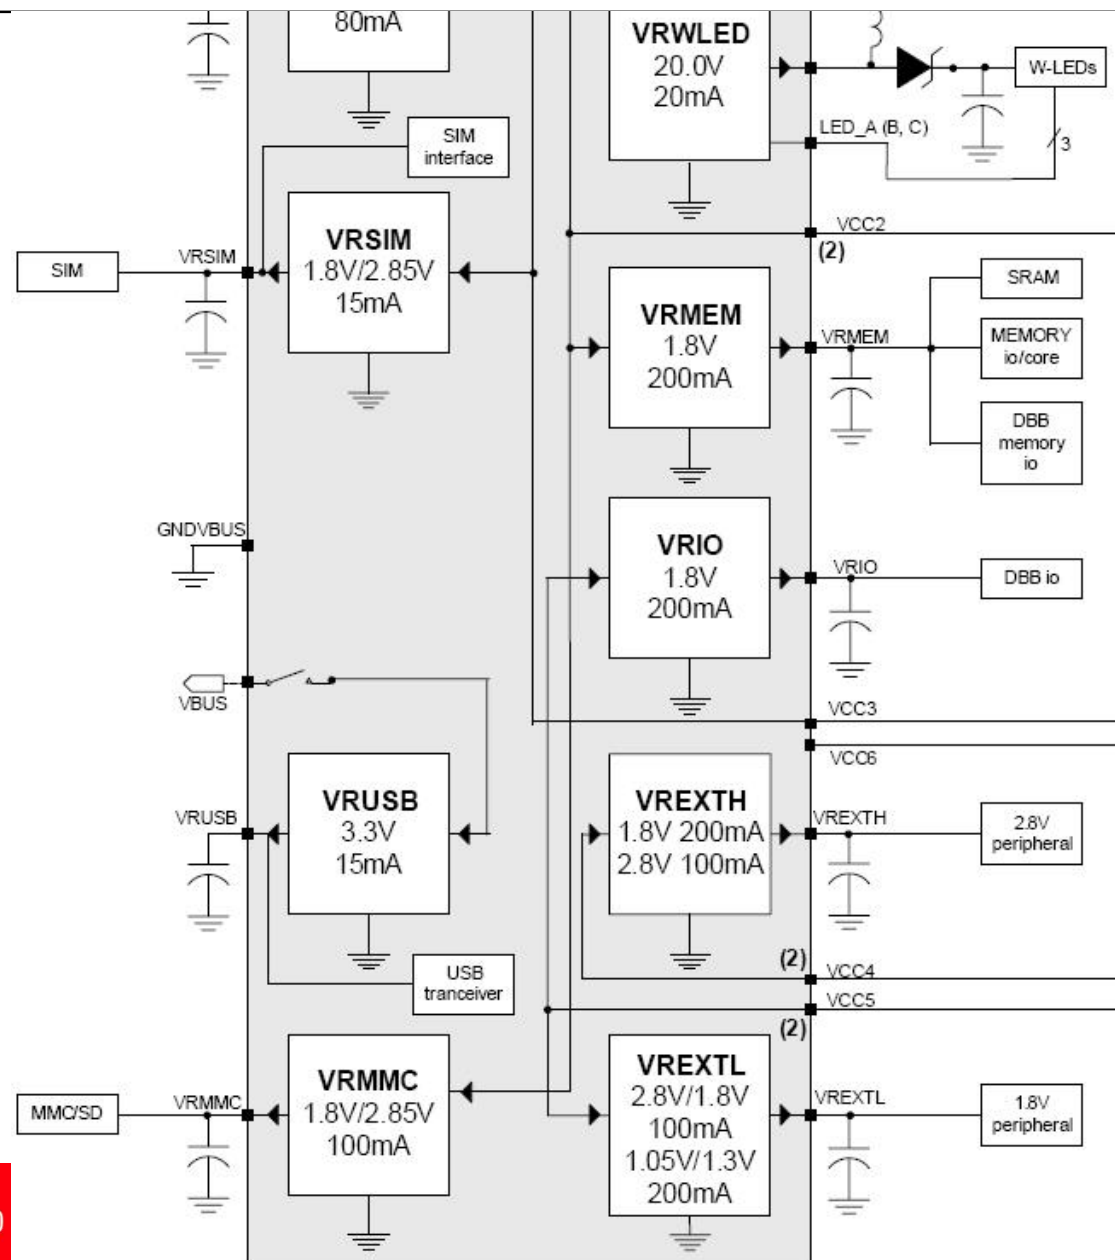 80mA
VRWLED
20.0V
20mA
W-LEDs
LED_A (B, C)
3
SIM
interface
VCC2
(2)
SIM
VRSIM
VRSIM
1.8V/2.85V
15mA
VRMEM
1.8V
200mA
VRMEM
SRAM
MEMORY
io/core
DBB
memory
io
GNDVBUS
VRIO
1.8V
200mA
VRIO
DBB io
VBUS
VCC3
VCC6
VRUSB
VRUSB
3.3V
15mA
VREXTH
1.8V 200mA
2.8V 100mA
VREXTH
2.8V
peripheral
(2)
VCC4
USB
tranceiver
VCC5
(2)
MMC/SD
VRMMC
VRMMC
1.8V/2.85V
100mA
VREXTL
2.8V/1.8V
100mA
1.05V/1.3V
200mA
VREXTL
1.8V
peripheral